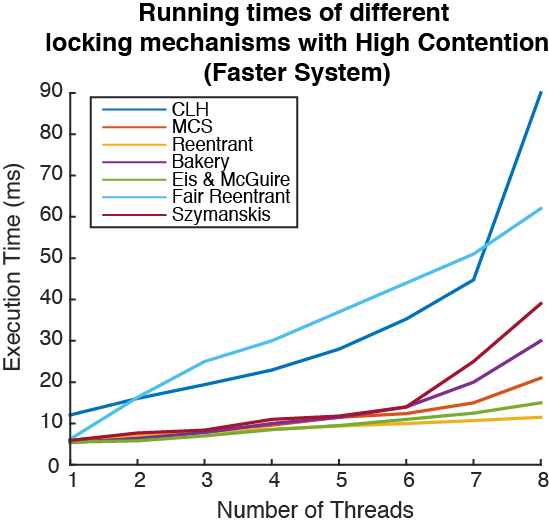 Running times of different
locking mechanisms with High Contention
(Faster System)
90
80
70
60
50
40
30
20
10
0
Execution Time (ms)
CLH
MCS
Reentrant
Bakery
Eis & McGuire
Fair Reentrant
Szymanskis
1 2 3 4 5 6 7 8
Number of Threads